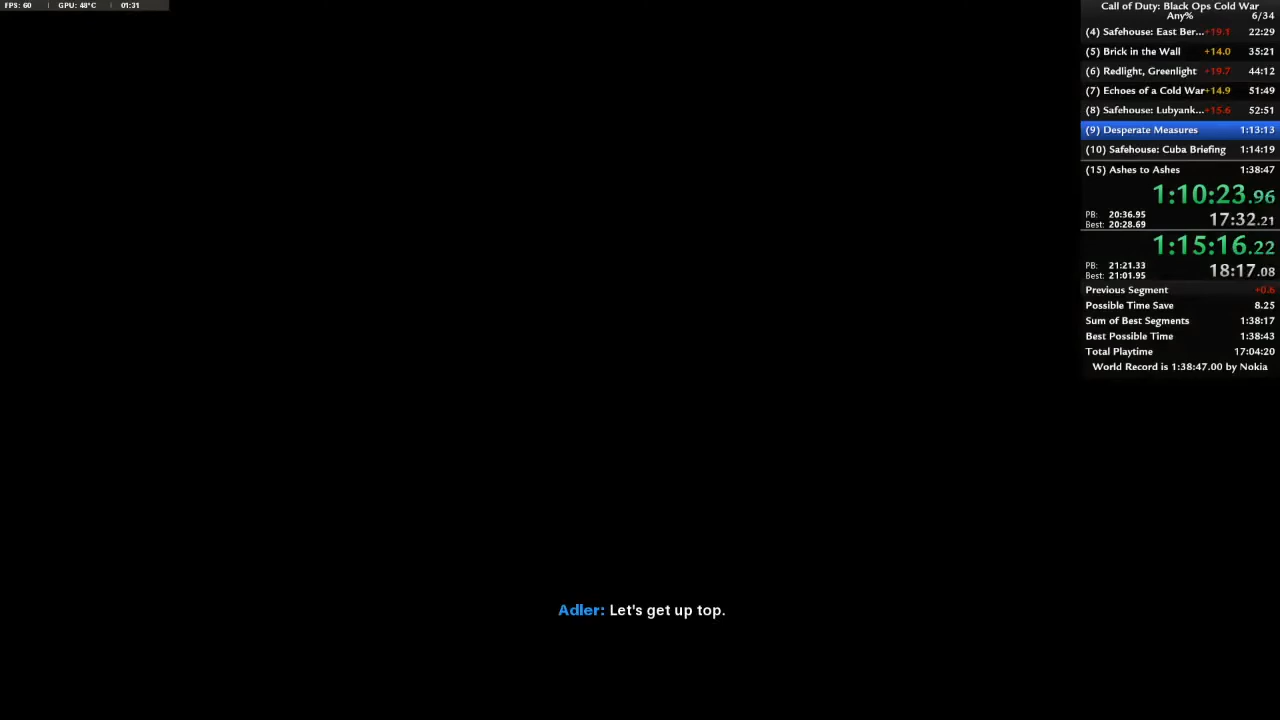 FPS: 60 | GPU: 48°C | 01:31
Call of Duty: Black Ops Cold War
Any% 6/34
(4) Safehouse: East Ber... +19.1 22:29
(5) Brick in the Wall +14.0 35:21
(6) Redlight, Greenlight +19.7 44:12
(7) Echoes of a Cold War +14.9 51:49
(8) Safehouse: Lubyank... +15.6 52:51
(9) Desperate Measures 1:13:13
(10) Safehouse: Cuba Briefing 1:14:19
(15) Ashes to Ashes 1:38:47
1:10:23.96
PB: 20:36.95
Best: 20:28.69
17:32.21
1:15:16.22
PB: 21:21.33
Best: 21:01.95
18:17.08
Previous Segment +0.6
Possible Time Save 8.25
Sum of Best Segments 1:38:17
Best Possible Time 1:38:43
Total Playtime 17:04:20
World Record is 1:38:47.00 by Nokia
Adler: Let's get up top.